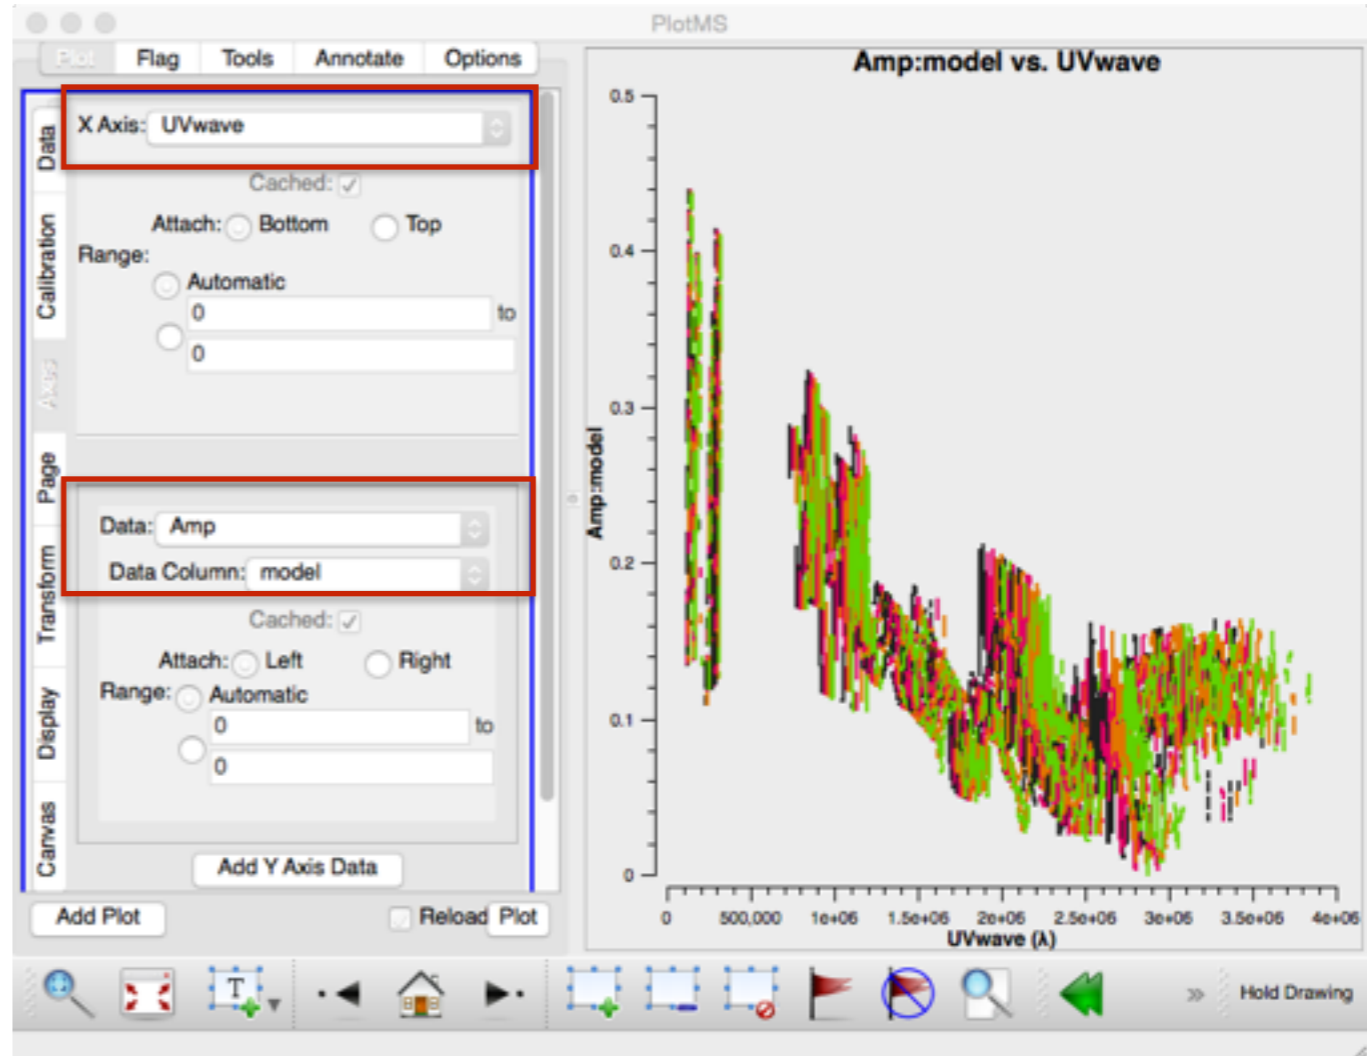 PlotMS
Plot Flag Tools Annotate Options
Data
Calibration
Axes
Page
Transform
Display
Canvas
X Axis: UVwave
Cached:
Attach: Bottom Top
Range:
Automatic
0 to
0
Data: Amp
Data Column: model
Cached:
Attach: Left Right
Range: Automatic
0 to
0
Add Y Axis Data
Add Plot Reload Plot
Amp:model vs. UVwave
Amp:model
0.5
0.4
0.3
0.2
0.1
0
0 500,000 1e+06 1.5e+06 2e+06 2.5e+06 3e+06 3.5e+06 4e+06
UVwave (λ)
T
» Hold Drawing